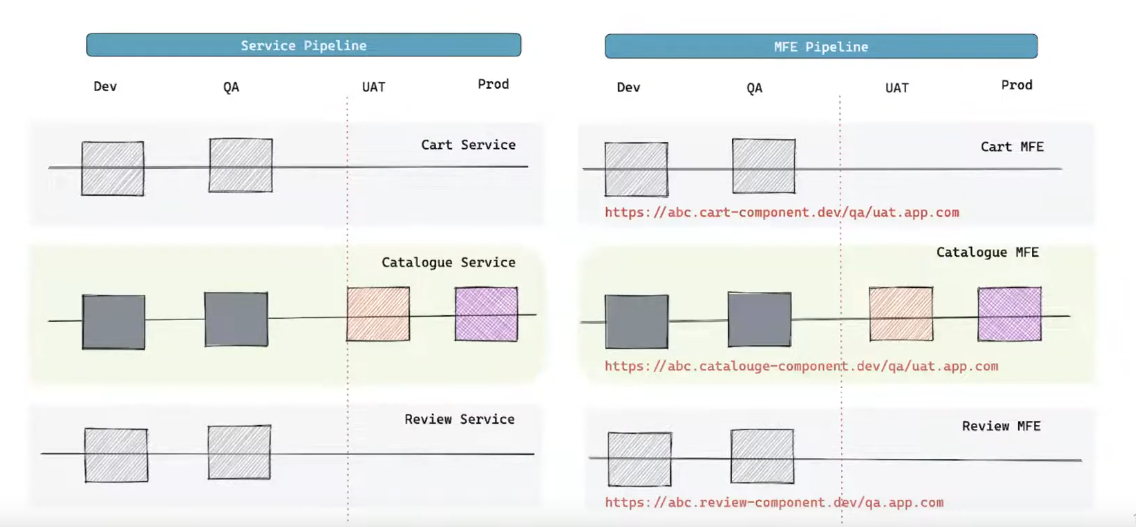 Service Pipeline
MFE Pipeline
Dev QA UAT Prod
Dev QA UAT Prod
Cart Service
Cart MFE
https://abc.cart-component.dev/qa/uat.app.com
Catalogue Service
Catalogue MFE
https://abc.catalouge-component.dev/qa/uat.app.com
Review Service
Review MFE
https://abc.review-component.dev/qa.app.com